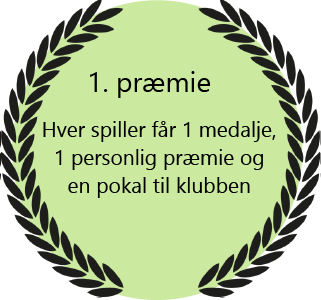 1. præmie
Hver spiller får 1 medalje,
1 personlig præmie og
en pokal til klubben